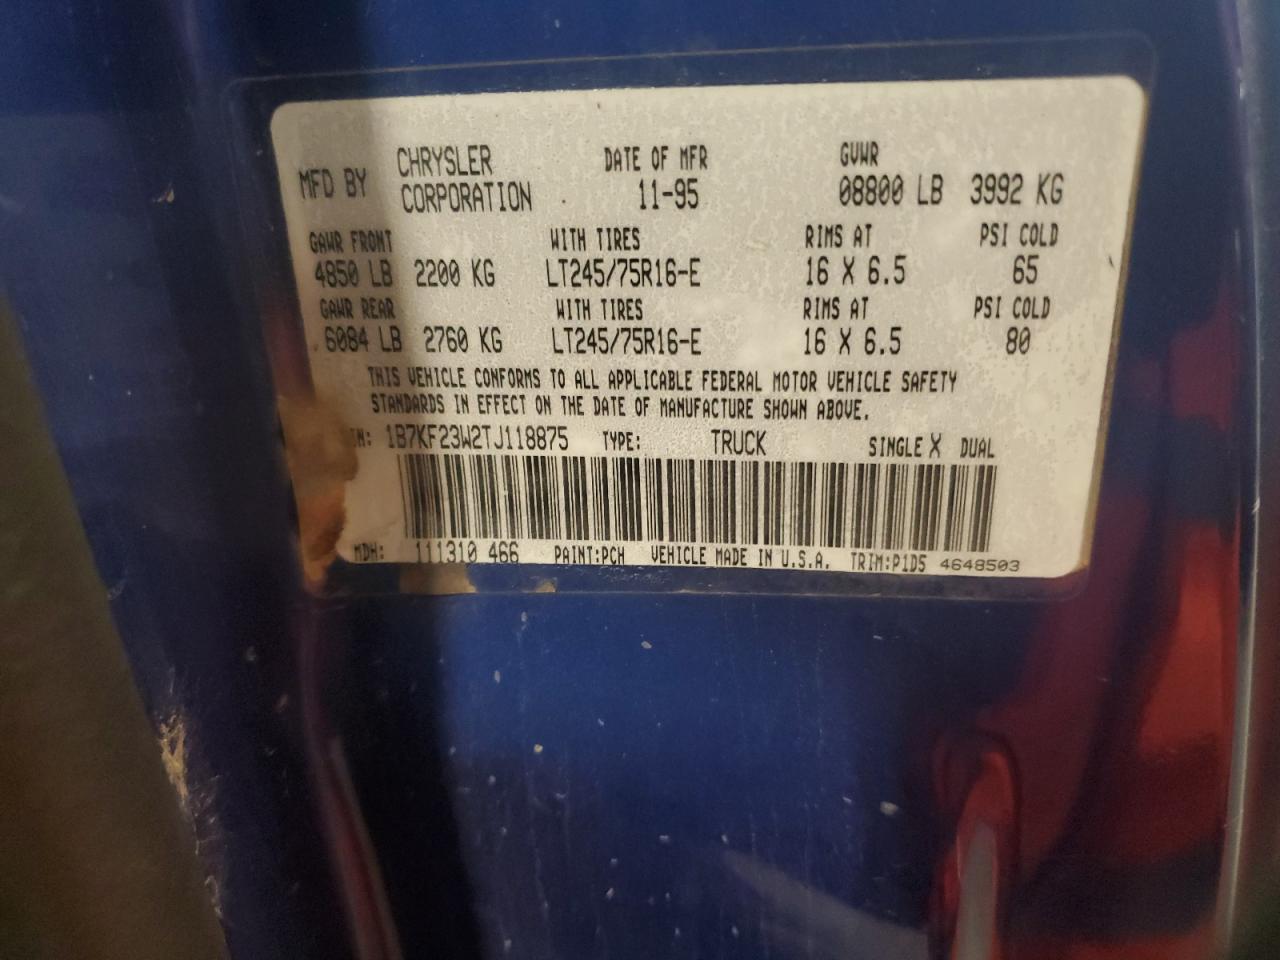 MFD BY CHRYSLER CORPORATION DATE OF MFR 11-95 GVWR 08800 LB 3992 KG
GAWR FRONT WITH TIRES RIMS AT PSI COLD
4850 LB 2200 KG LT245/75R16-E 16 X 6.5 65
GAWR REAR WITH TIRES RIMS AT PSI COLD
6084 LB 2760 KG LT245/75R16-E 16 X 6.5 80
THIS VEHICLE CONFORMS TO ALL APPLICABLE FEDERAL MOTOR VEHICLE SAFETY
STANDARDS IN EFFECT ON THE DATE OF MANUFACTURE SHOWN ABOVE.
IN: 1B7KF23W2TJ118875 TYPE: TRUCK SINGLE X DUAL
MDH: 111310 466 PAINT:PCH VEHICLE MADE IN U.S.A. TRIM:P1D5 4648503